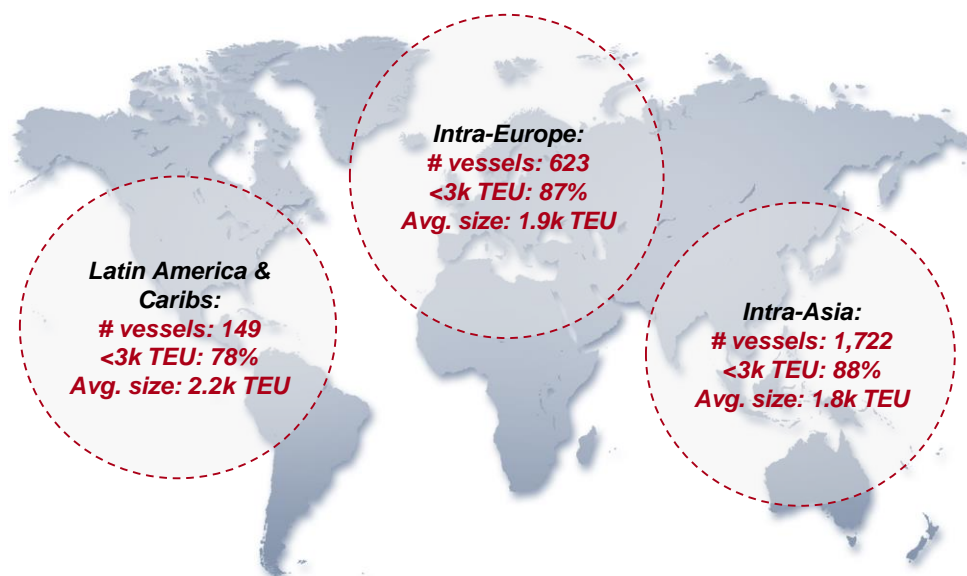 Intra-Europe:
# vessels: 623
<3k TEU: 87%
Avg. size: 1.9k TEU
Latin America &
Caribs:
# vessels: 149
<3k TEU: 78%
Avg. size: 2.2k TEU
Intra-Asia:
# vessels: 1,722
<3k TEU: 88%
Avg. size: 1.8k TEU